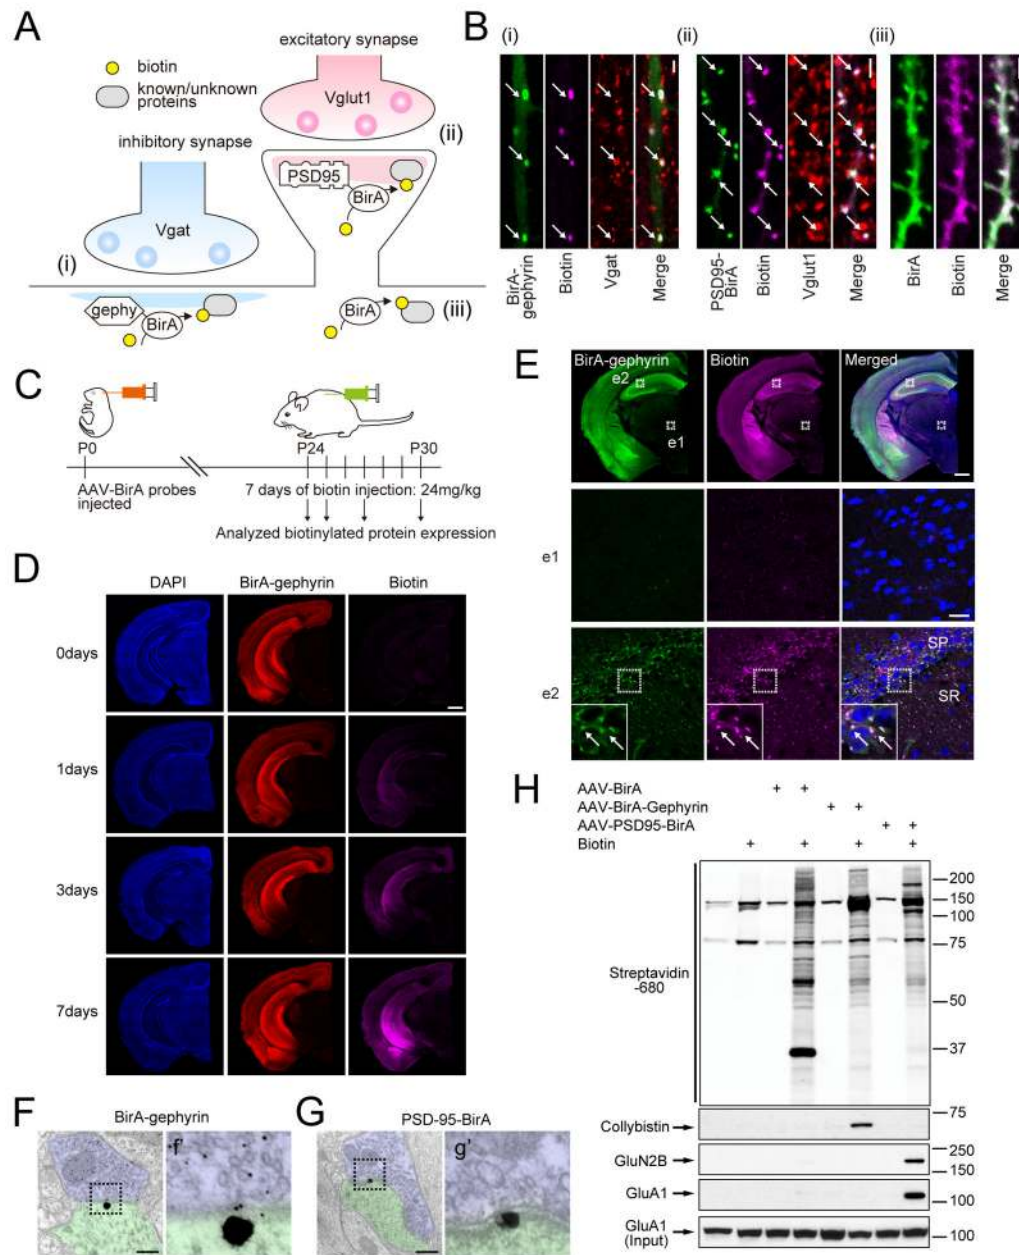 A
excitatory synapse
biotin
known/unknown
proteins
Vglut1
(ii)
inhibitory synapse
PSD95
BirA
Vgat
(i)
gephy
BirA
BirA
(iii)
B
(i)
(ii)
(iii)
BirA-
gephyrin
Biotin
Vgat
Merge
PSD95-
BirA
Biotin
Vglut1
Merge
BirA
Biotin
Merge
C
P0
P24
P30
AAV-BirA probes
injected
7 days of biotin injection: 24mg/kg
Analyzed biotinylated protein expression
D
DAPI
BirA-gephyrin
Biotin
0days
1days
3days
7days
E
BirA-gephyrin
Biotin
Merged
e2
e1
e1
e2
SP
SR
F
BirA-gephyrin
f'
G
PSD-95-BirA
g'
H
AAV-BirA + +
AAV-BirA-Gephyrin + +
AAV-PSD95-BirA + +
Biotin + + + +
200
150
100
75
50
37
Streptavidin
-680
75
Collybistin
GluN2B
250
150
GluA1
100
GluA1
(Input)
100